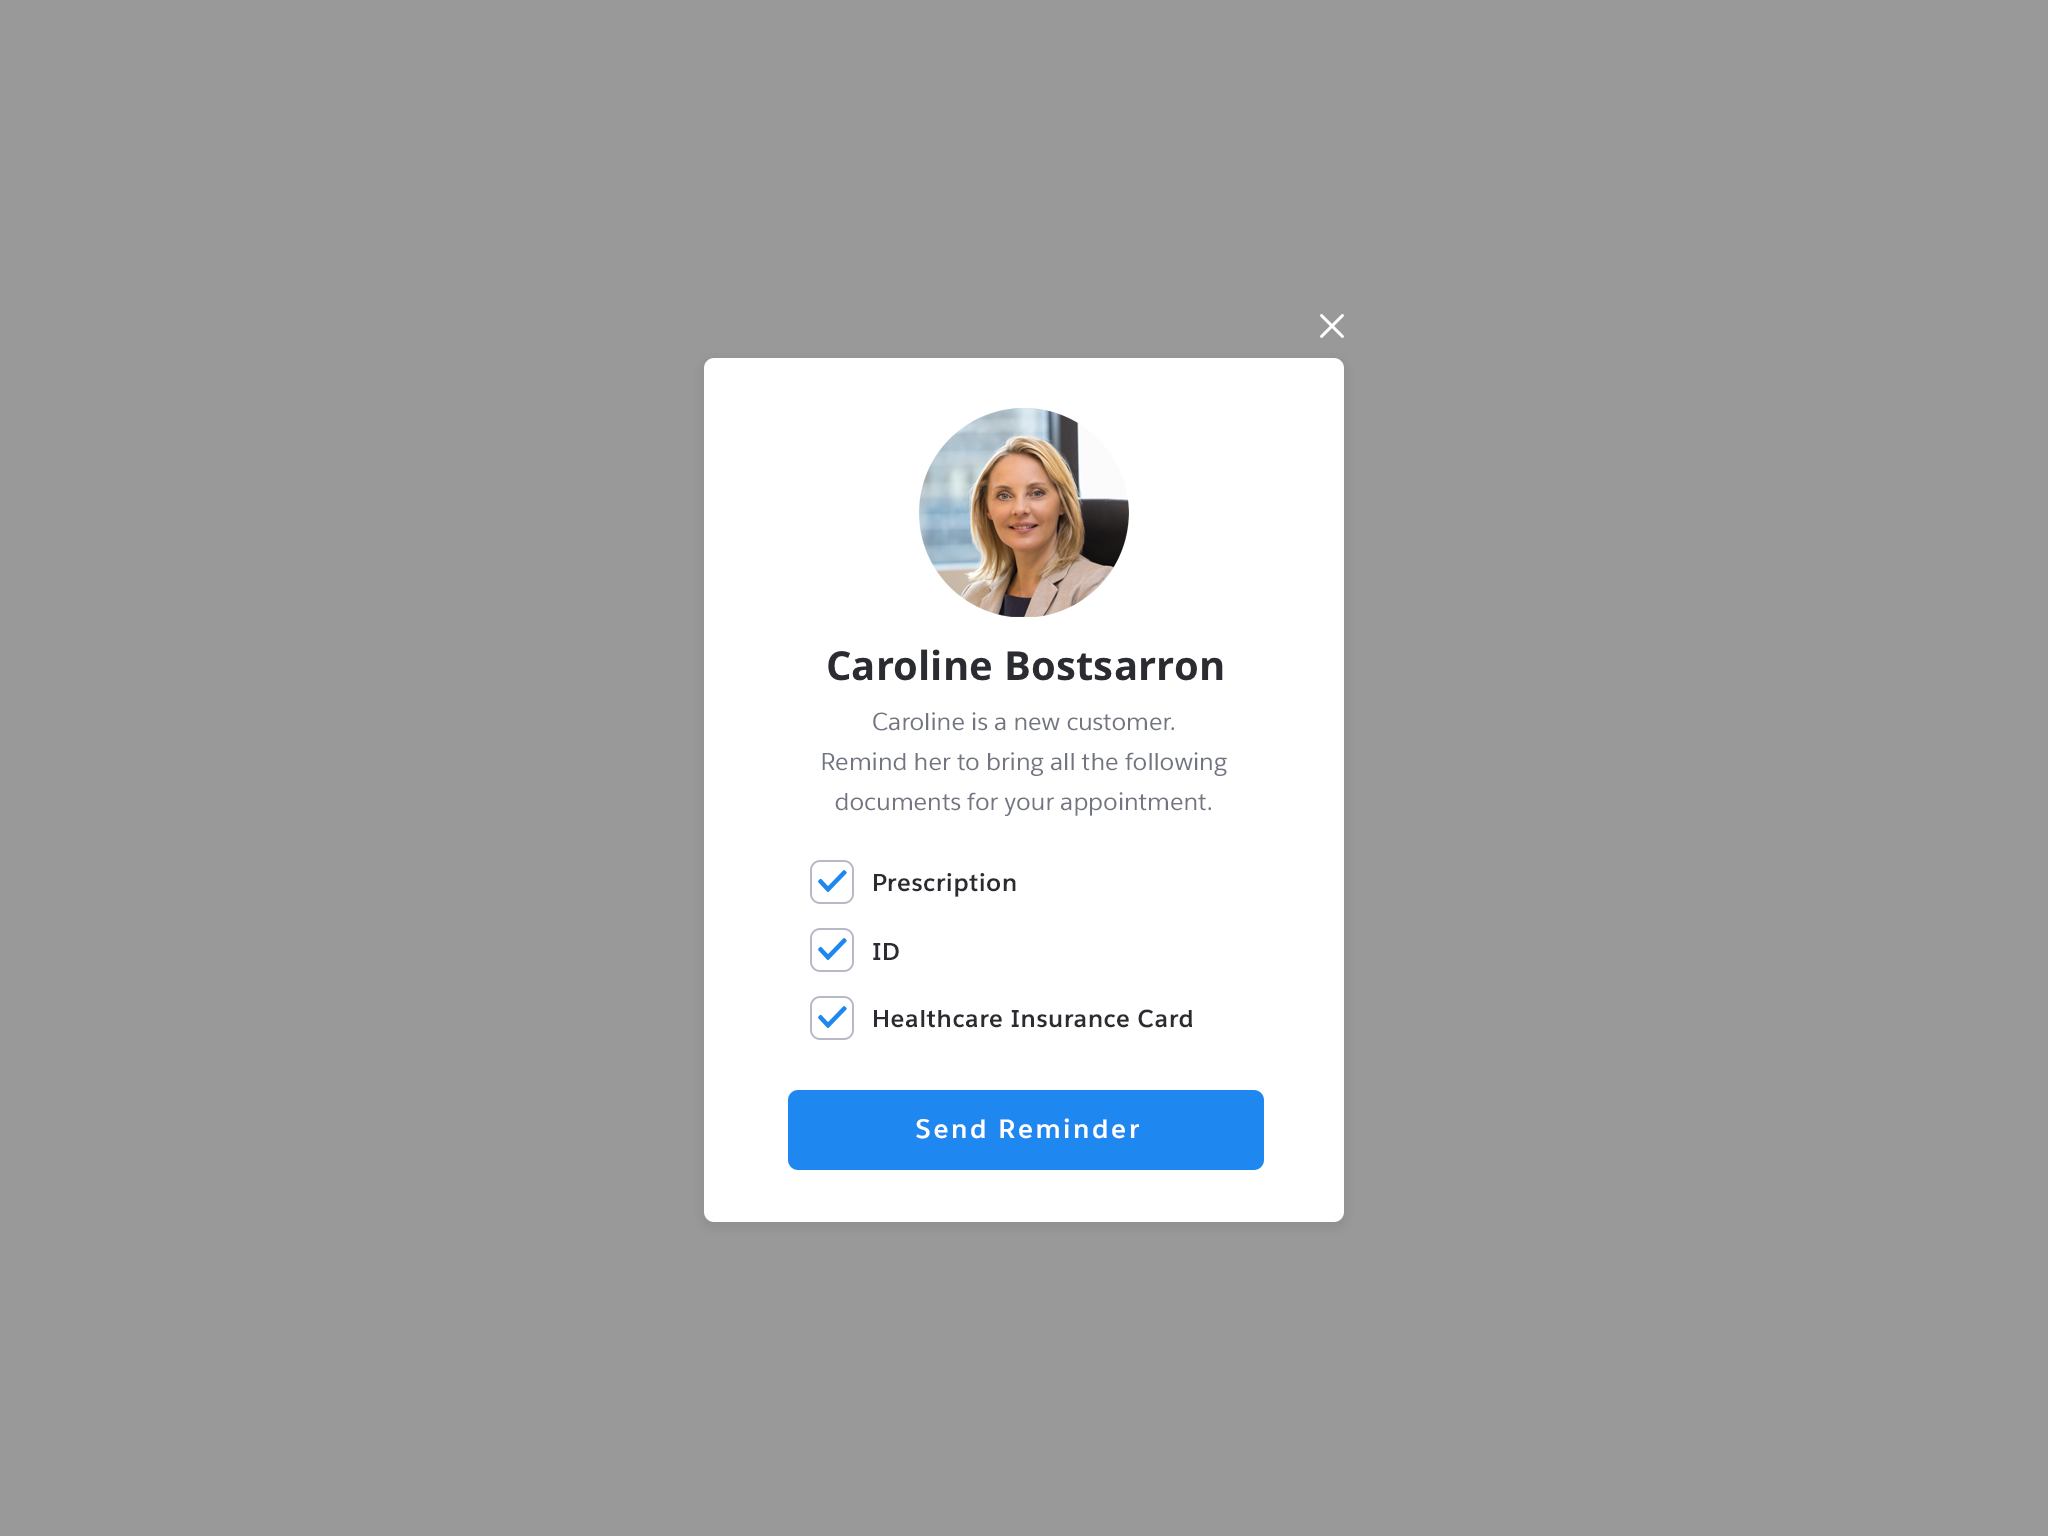 Caroline Bostsarron
Caroline is a new customer.
Remind her to bring all the following
documents for your appointment.
Prescription
ID
Healthcare Insurance Card
Send Reminder